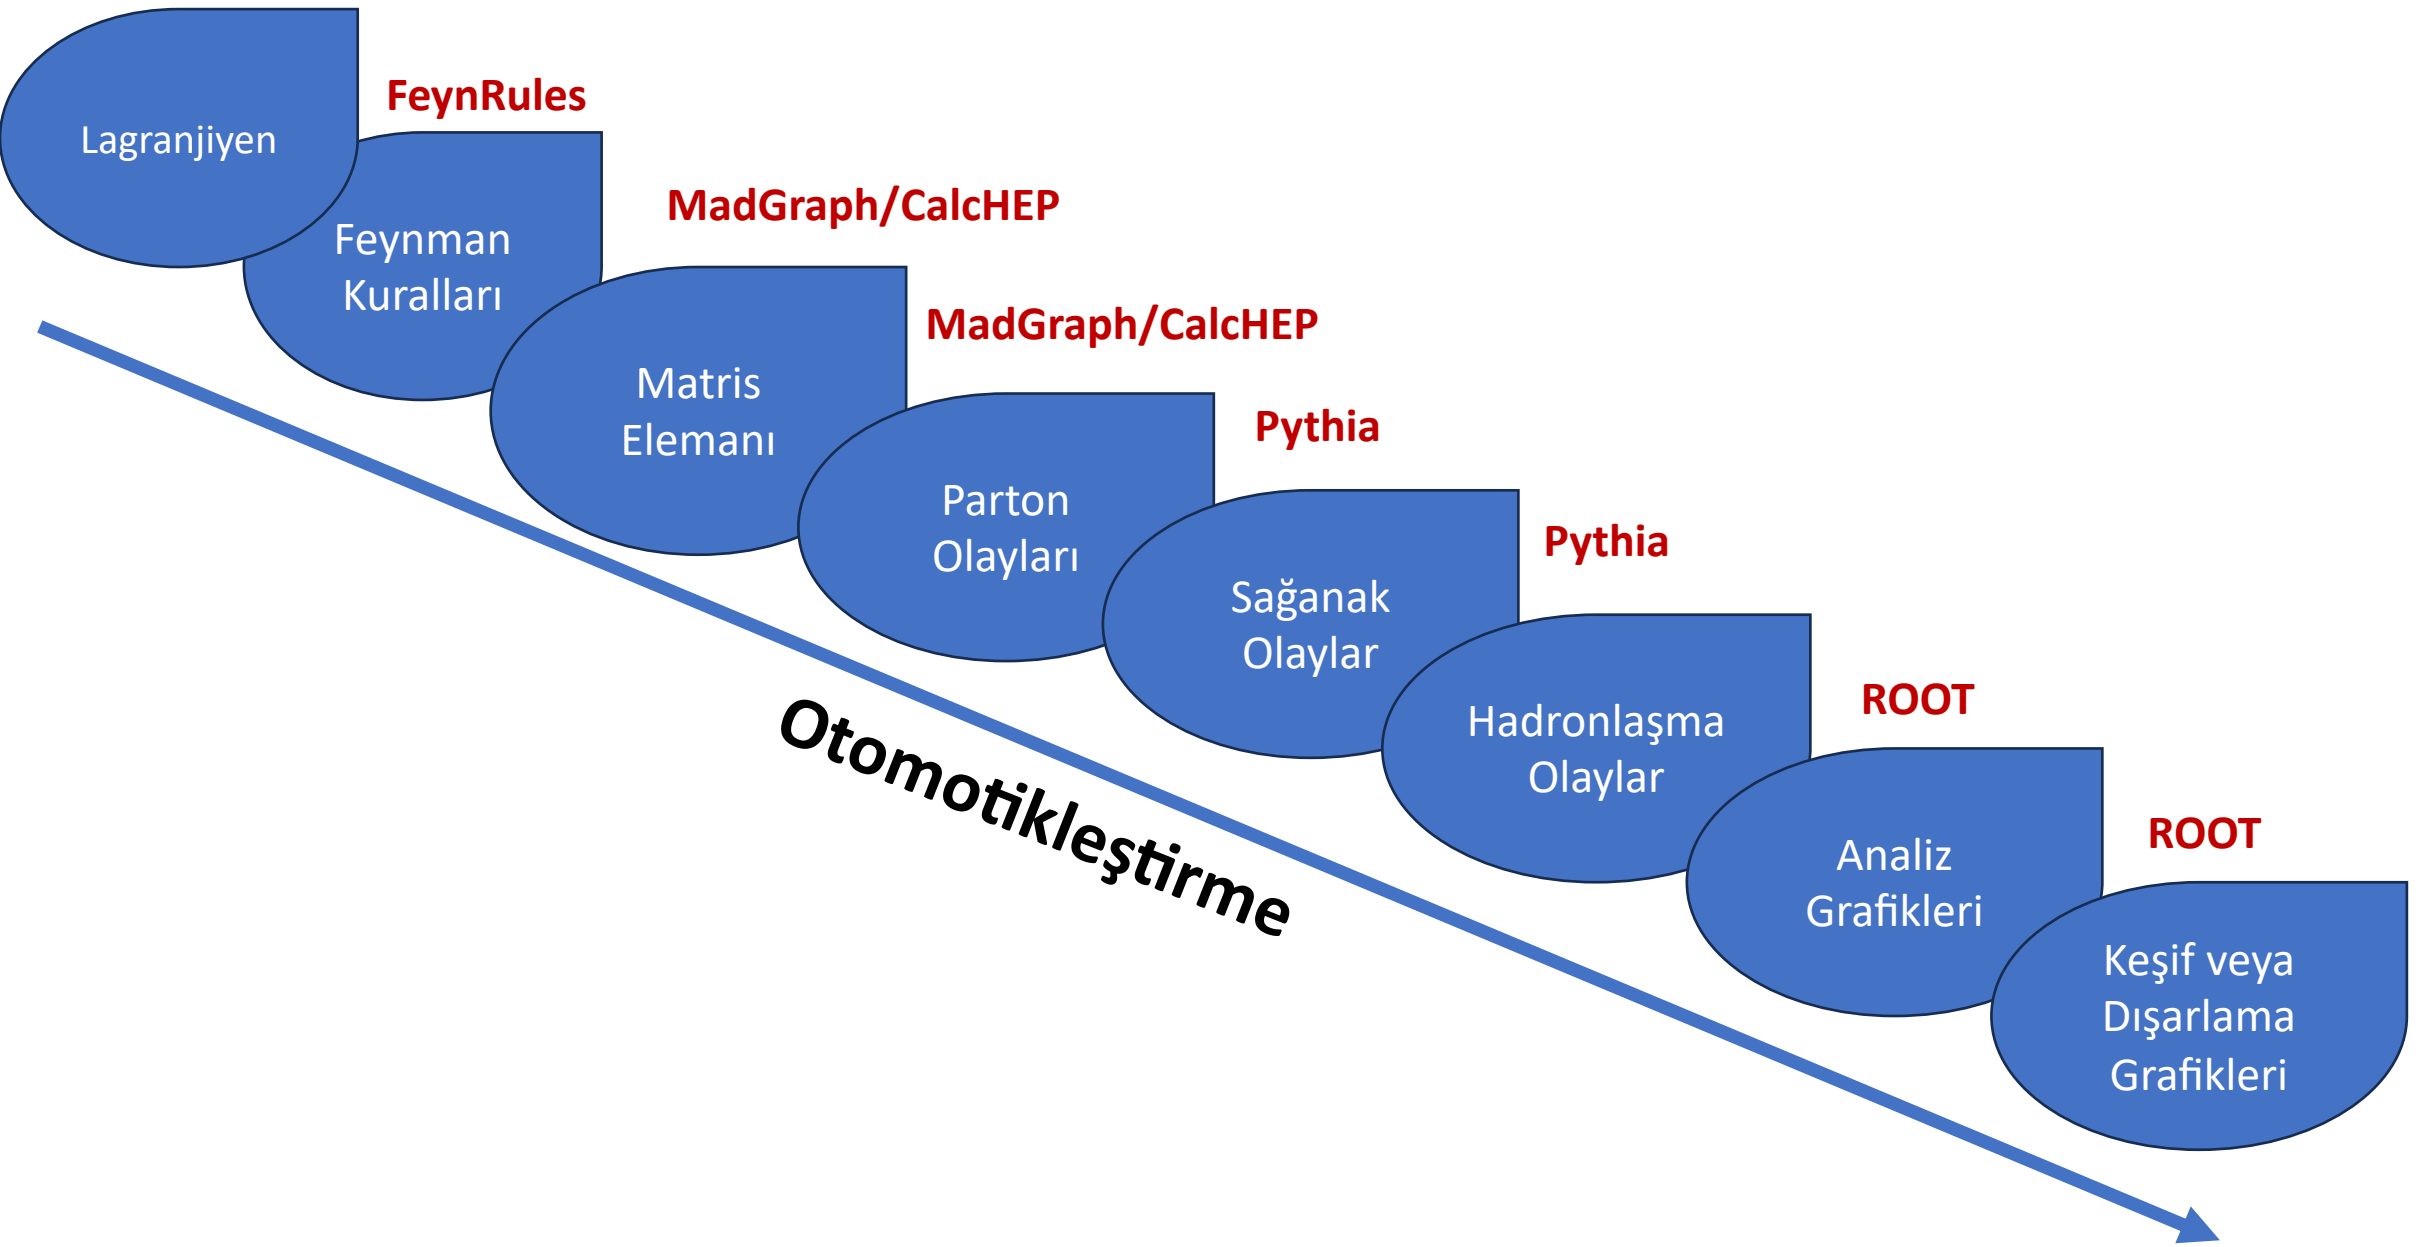 Lagranjiyen
FeynRules
Feynman
Kuralları
MadGraph/CalcHEP
Matris
Elemanı
MadGraph/CalcHEP
Parton
Olayları
Pythia
Sağanak
Olaylar
Pythia
Hadronlaşma
Olaylar
ROOT
Analiz
Grafikleri
ROOT
Keşif veya
Dışarlama
Grafikleri
Otomotikleştirme